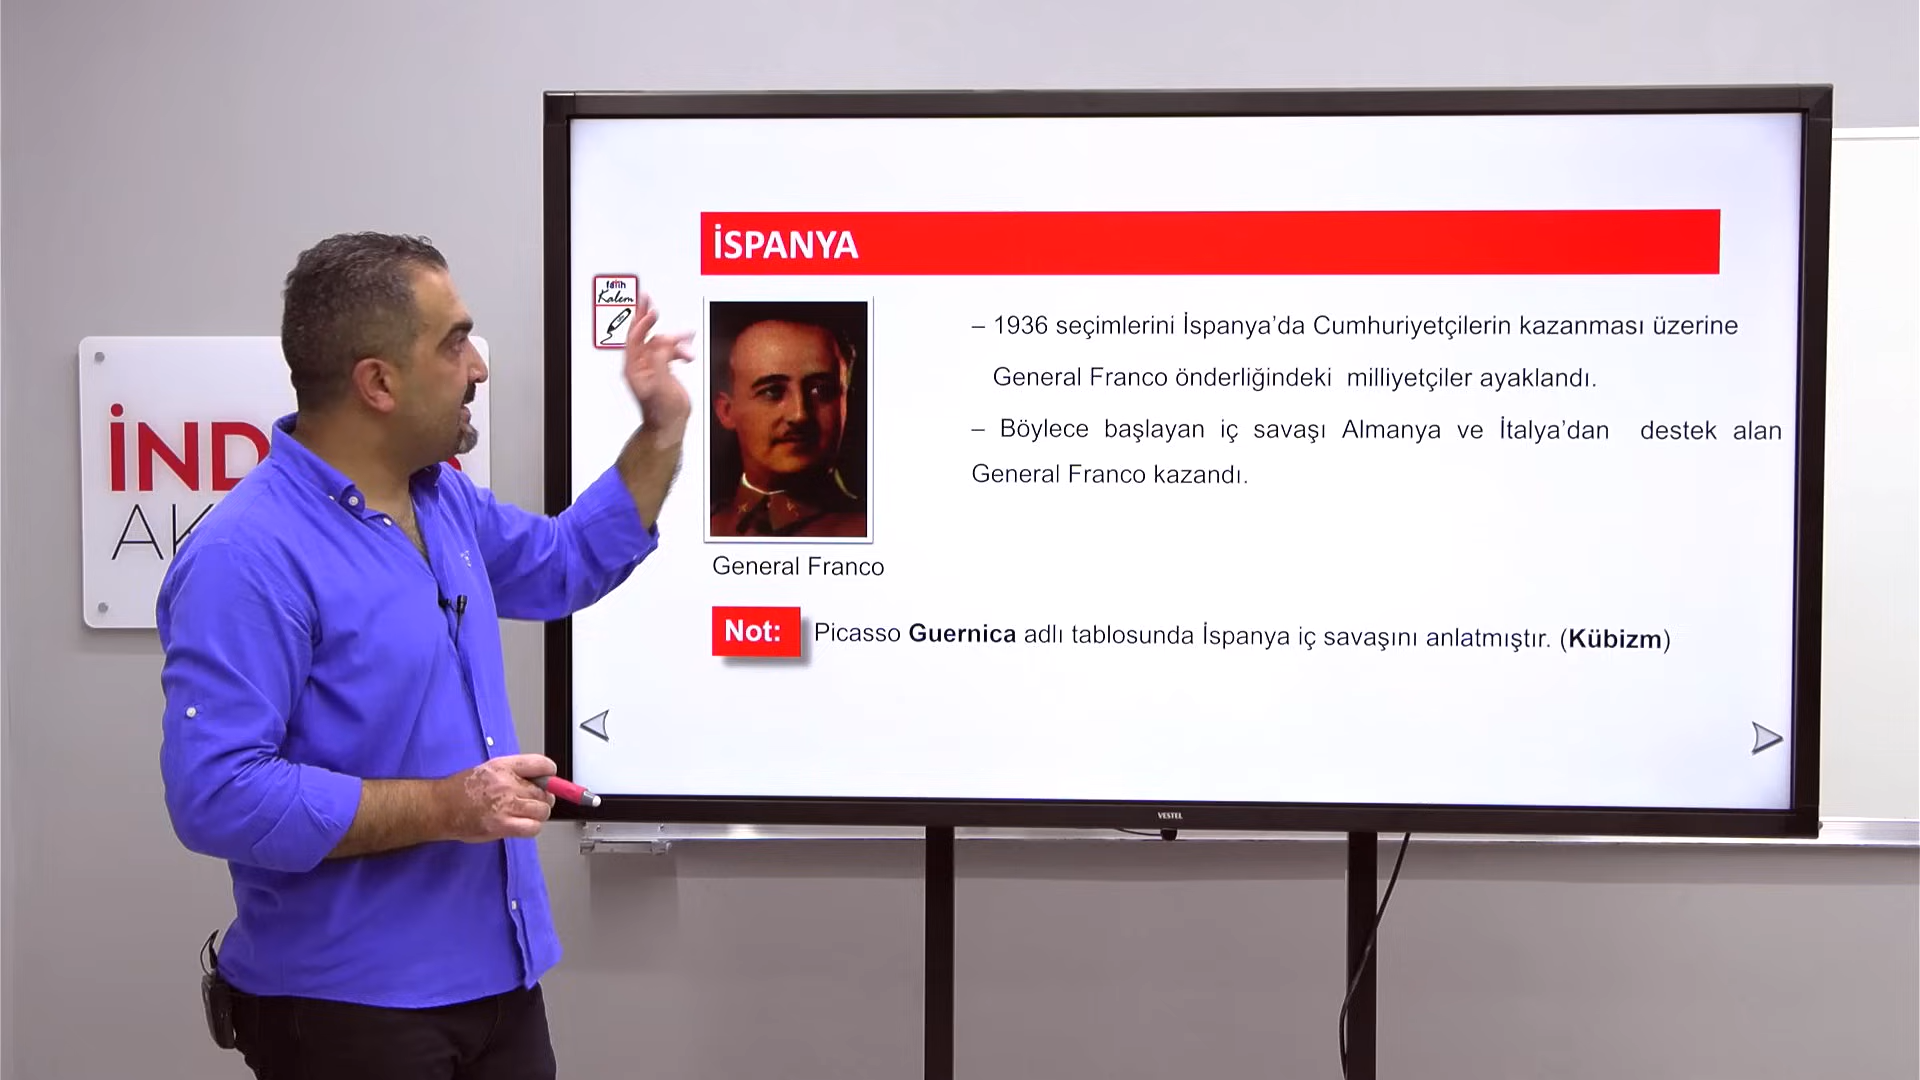 İSPANYA
fatih
Kalem
– 1936 seçimlerini İspanya’da Cumhuriyetçilerin kazanması üzerine
General Franco önderliğindeki milliyetçiler ayaklandı.
– Böylece başlayan iç savaşı Almanya ve İtalya’dan destek alan
General Franco kazandı.
General Franco
Not: Picasso Guernica adlı tablosunda İspanya iç savaşını anlatmıştır. (Kübizm)
VESTEL